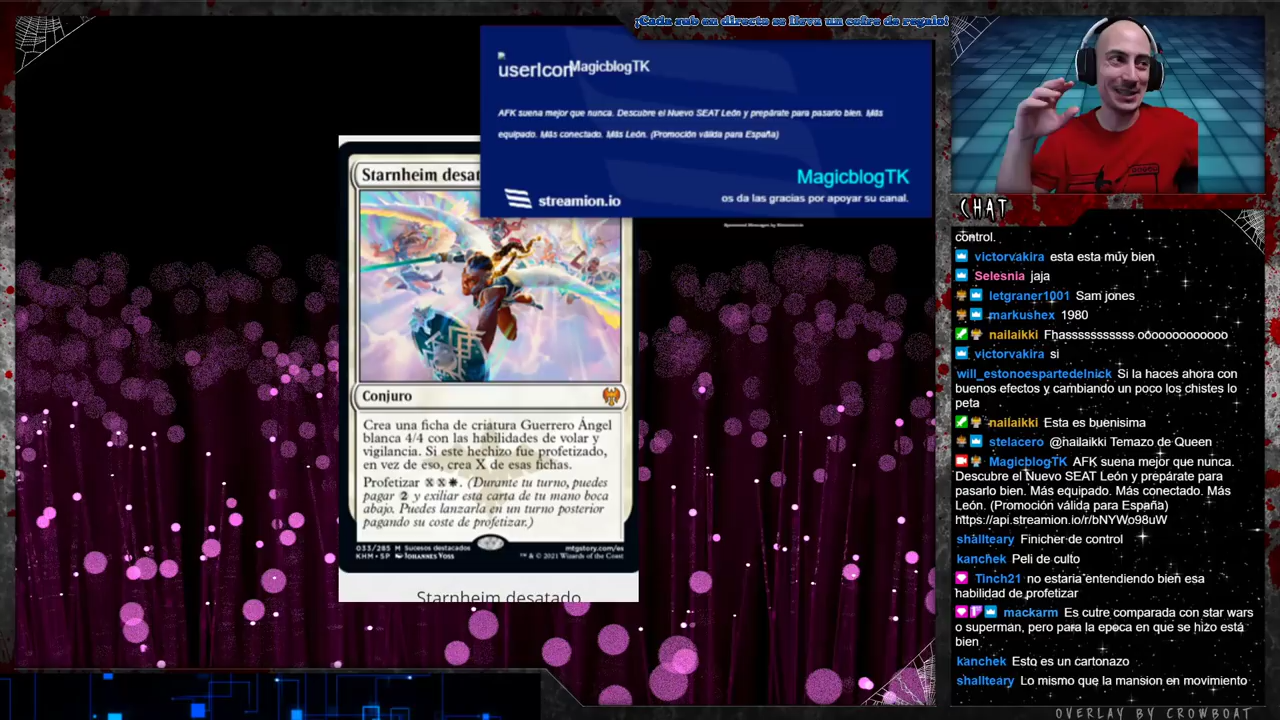 ¡Cada sub en directo se lleva un cofre de regalo!
userIcon MagicblogTK
AFK suena mejor que nunca. Descubre el Nuevo SEAT León y prepárate para pasarlo bien. Más
equipado. Más conectado. Más León. (Promoción válida para España)
MagicblogTK
streamion.io
os da las gracias por apoyar su canal.
Sponsored Messages by Streamion.io
Starnheim desat
Conjuro
Crea una ficha de criatura Guerrero Ángel
blanca 4/4 con las habilidades de volar y
vigilancia. Si este hechizo fue profetizado,
en vez de eso, crea X de esas fichas.
Profetizar X X. (Durante tu turno, puedes
pagar 2 y exiliar esta carta de tu mano boca
abajo. Puedes lanzarla en un turno posterior
pagando su coste de profetizar.)
033/285 M Sucesos destacados
KHM • SP JOHANNES VOSS
mtgstory.com/es
™ & © 2021 Wizards of the Coast
Starnheim desatado
CHAT
control.
victorvakira esta esta muy bien
Selesnia jaja
letgraner1001 Sam jones
markushex 1980
nailaikki Fhasssssssssss oooooooooooooo
victorvakira si
will_estonoespartedelnick Si la haces ahora con
buenos efectos y cambiando un poco los chistes lo
peta
nailaikki Esta es buenisima
stelacero @nailaikki Temazo de Queen
MagicblogTK AFK suena mejor que nunca.
Descubre el Nuevo SEAT León y prepárate para
pasarlo bien. Más equipado. Más conectado. Más
León. (Promoción válida para España)
https://api.streamion.io/r/bNYWo98uW
shallteary Finicher de control
kanchek Peli de culto
Tinch21 no estaria entendiendo bien esa
habilidad de profetizar
mackarm Es cutre comparada con star wars
o superman, pero para la epoca en que se hizo está
bien
kanchek Esto es un cartonazo
shallteary Lo mismo que la mansion en movimiento
OVERLAY BY CROWBOAT